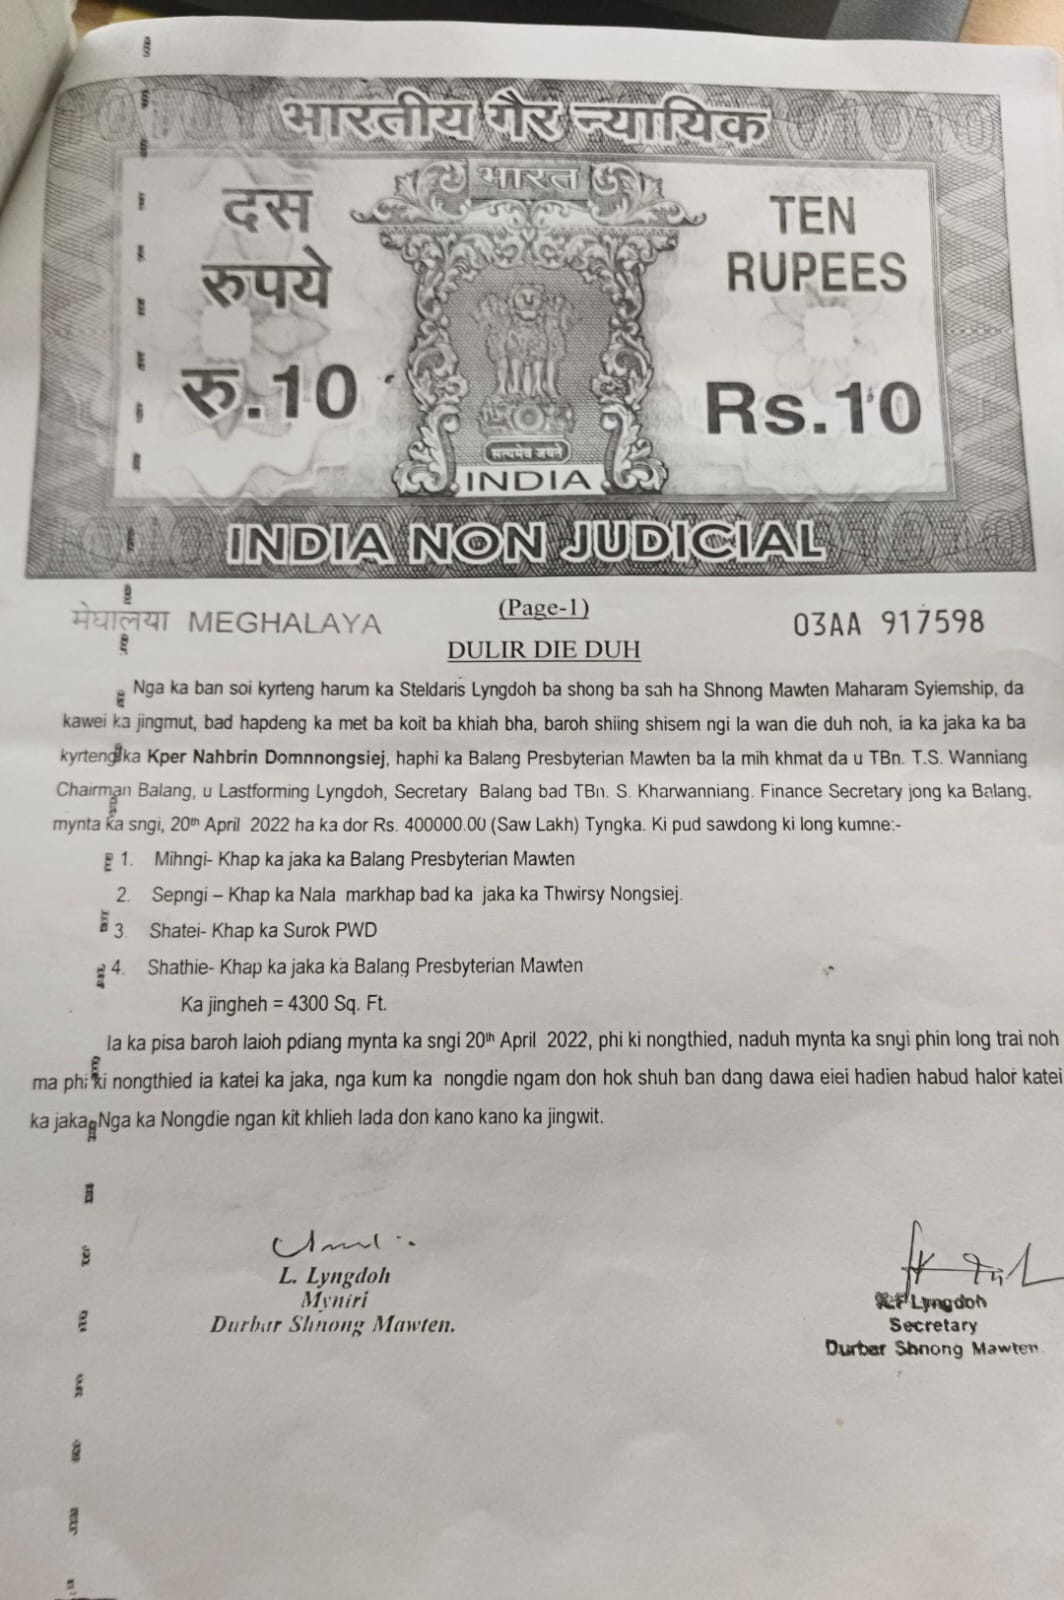 भारतीय गैर न्यायिक
भारत
दस
रुपये
रु.10
TEN
RUPEES
Rs.10
सत्यमेव जयते
INDIA
INDIA NON JUDICIAL
मेघालया MEGHALAYA
03AA 917598
(Page-1)
DULIR DIE DUH
Nga ka ban soi kyrteng harum ka Steldaris Lyngdoh ba shong ba sah ha Shnong Mawten Maharam Syiemship, da
kawei ka jingmut, bad hapdeng ka met ba koit ba khiah bha, baroh shiing shisem ngi la wan die duh noh, ia ka jaka ka ba
kyrteng ka Kper Nahbrin Domnnongsiej, haphi ka Balang Presbyterian Mawten ba la mih khmat da u TBn. T.S. Wanniang
Chairman Balang, u Lastforming Lyngdoh, Secretary Balang bad TBn. S. Kharwanniang. Finance Secretary jong ka Balang,
mynta ka sngi, 20th April 2022 ha ka dor Rs. 400000.00 (Saw Lakh) Tyngka. Ki pud sawdong ki long kumne:-
1. Mihngi- Khap ka jaka ka Balang Presbyterian Mawten
2. Sepngi – Khap ka Nala markhap bad ka jaka ka Thwirsy Nongsiej.
3. Shatei- Khap ka Surok PWD
4. Shathie- Khap ka jaka ka Balang Presbyterian Mawten
Ka jingheh = 4300 Sq. Ft.
Ia ka pisa baroh laioh pdiang mynta ka sngi 20th April 2022, phi ki nongthied, naduh mynta ka snyi phin long trai noh
ma phi ki nongthied ia katei ka jaka, nga kum ka nongdie ngam don hok shuh ban dang dawa eiei hadien habud halor katei
ka jaka. Nga ka Nongdie ngan kit khlieh lada don kano kano ka jingwit.
L. Lyngdoh
Myniri
Durbar Shnong Mawten.
Lyngdoh
Secretary
Durbar Shnong Mawten